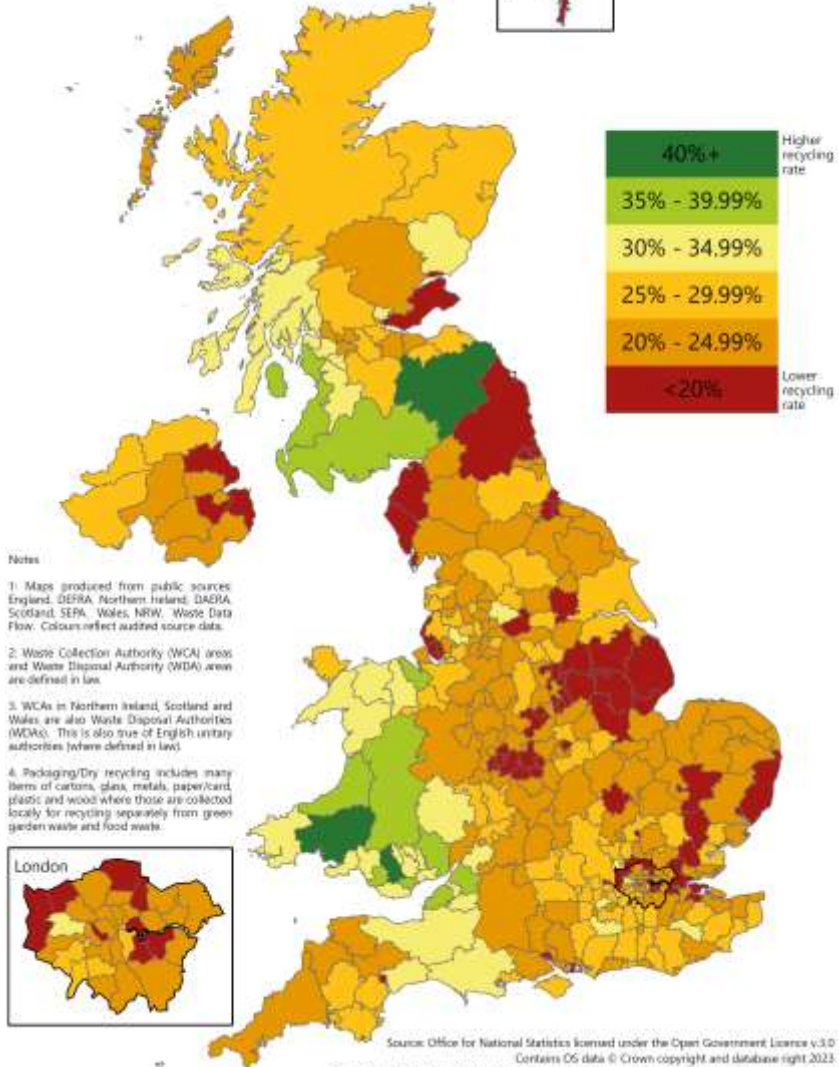 40%+
Higher
recycling
rate
35% - 39.99%
30% - 34.99%
25% - 29.99%
20% - 24.99%
<20%
Lower
recycling
rate
Notes
1: Maps produced from public sources:
England, DEFRA, Northern Ireland, DAERA,
Scotland, SEPA. Wales, NRW. Waste Data
Flow. Colours reflect audited source data.
2: Waste Collection Authority (WCA) areas
and Waste Disposal Authority (WDA) areas
are defined in law.
3. WCAs in Northern Ireland, Scotland and
Wales are also Waste Disposal Authorities
(WDAs). This is also true of English unitary
authorities (where defined in law).
4. Packaging/Dry recycling includes many
items of cartons, glass, metals, paper/card,
plastic and wood where those are collected
locally for recycling separately from green
garden waste and food waste.
London
Source: Office for National Statistics licensed under the Open Government Licence v.3.0
Contains OS data © Crown copyright and database right 2023